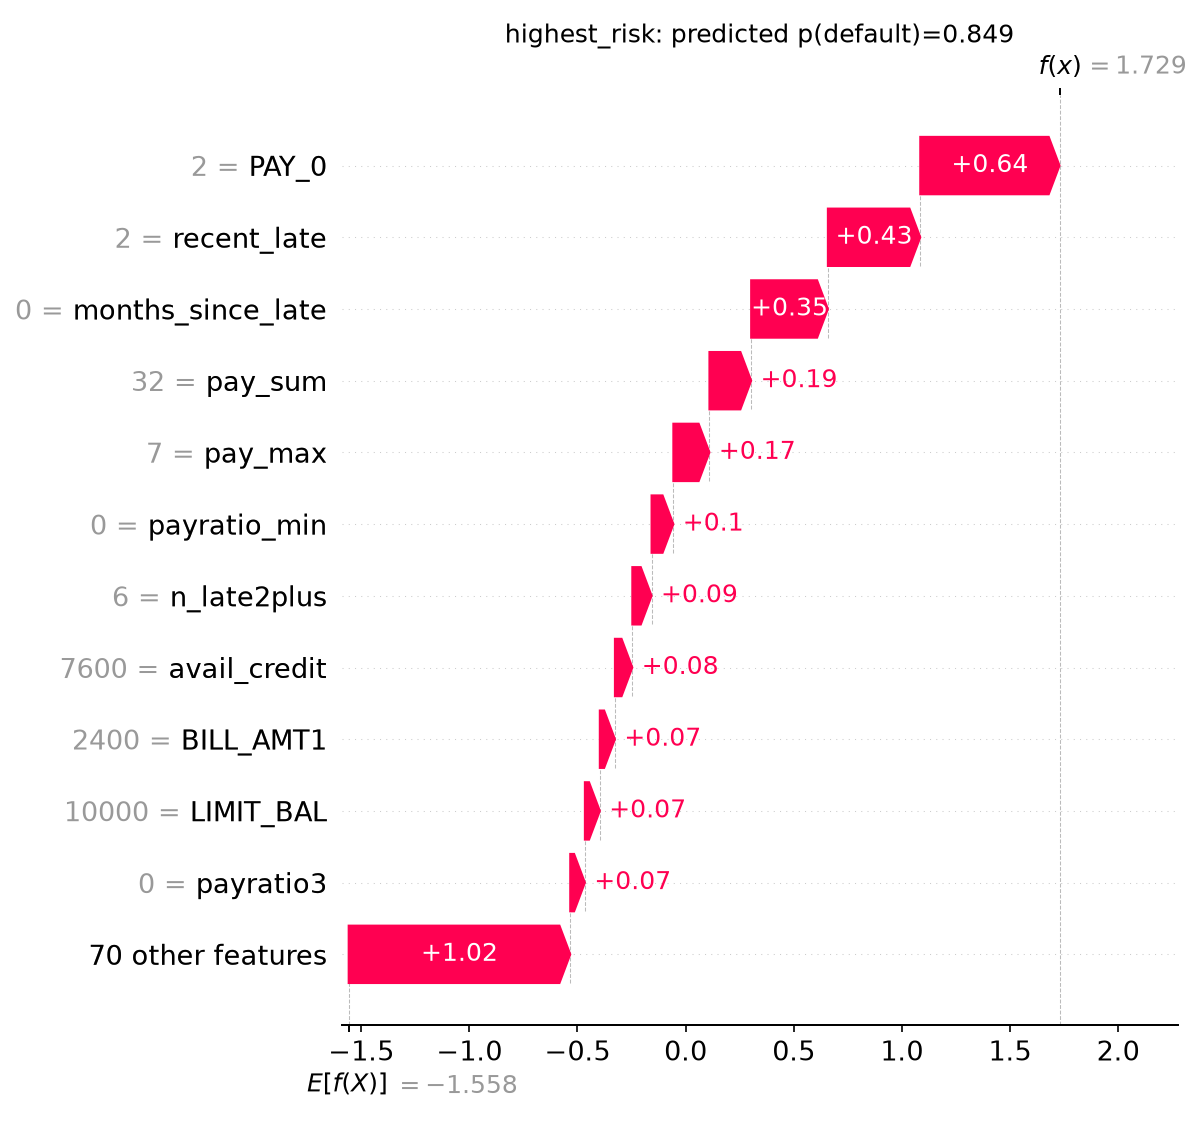 highest_risk: predicted p(default)=0.849
f(x) = 1.729
2 = PAY_0 +0.64
2 = recent_late +0.43
0 = months_since_late +0.35
32 = pay_sum +0.19
7 = pay_max +0.17
0 = payratio_min +0.1
6 = n_late2plus +0.09
7600 = avail_credit +0.08
2400 = BILL_AMT1 +0.07
10000 = LIMIT_BAL +0.07
0 = payratio3 +0.07
70 other features +1.02
−1.5 −1.0 −0.5 0.0 0.5 1.0 1.5 2.0
E[f(X)] = −1.558